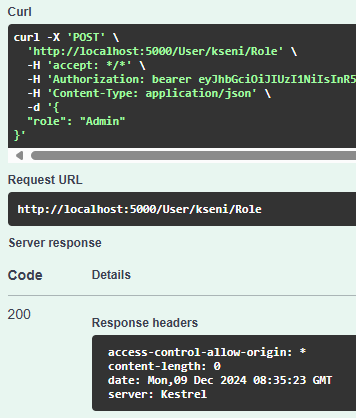 Curl
curl -X 'POST' \
'http://localhost:5000/User/kseni/Role' \
-H 'accept: */*' \
-H 'Authorization: bearer eyJhbGciOiJIUzI1NiIsInR5
-H 'Content-Type: application/json' \
-d '{
"role": "Admin"
}'
Request URL
http://localhost:5000/User/kseni/Role
Server response
Code Details
200
Response headers
access-control-allow-origin: *
content-length: 0
date: Mon,09 Dec 2024 08:35:23 GMT
server: Kestrel